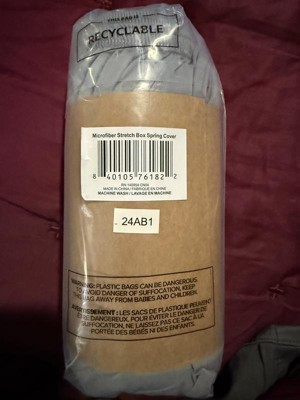 RECYCLABLE
Microfiber Stretch Box Spring Cover
8 40105 76182 2
MADE IN CHINA / FABRIQUÉ EN CHINE
MACHINE WASH / LAVAGE EN MACHINE
24AB1
WARNING: PLASTIC BAGS CAN BE DANGEROUS.
TO AVOID DANGER OF SUFFOCATION, KEEP
THIS BAG AWAY FROM BABIES AND CHILDREN.
AVERTISSEMENT: LES SACS DE PLASTIQUE PEUVENT
ÊTRE DANGEREUX. POUR ÉVITER LE DANGER DE
SUFFOCATION, NE LAISSEZ PAS CE SAC À LA
PORTÉE DES BÉBÉS NI DES ENFANTS.